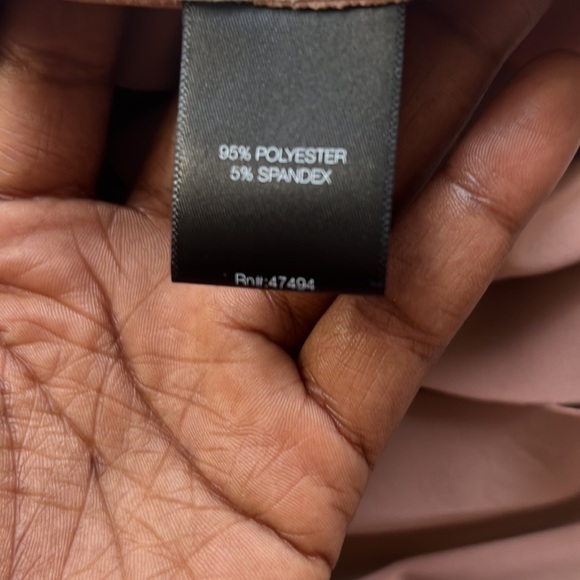 95% POLYESTER
5% SPANDEX
Rn#:47494